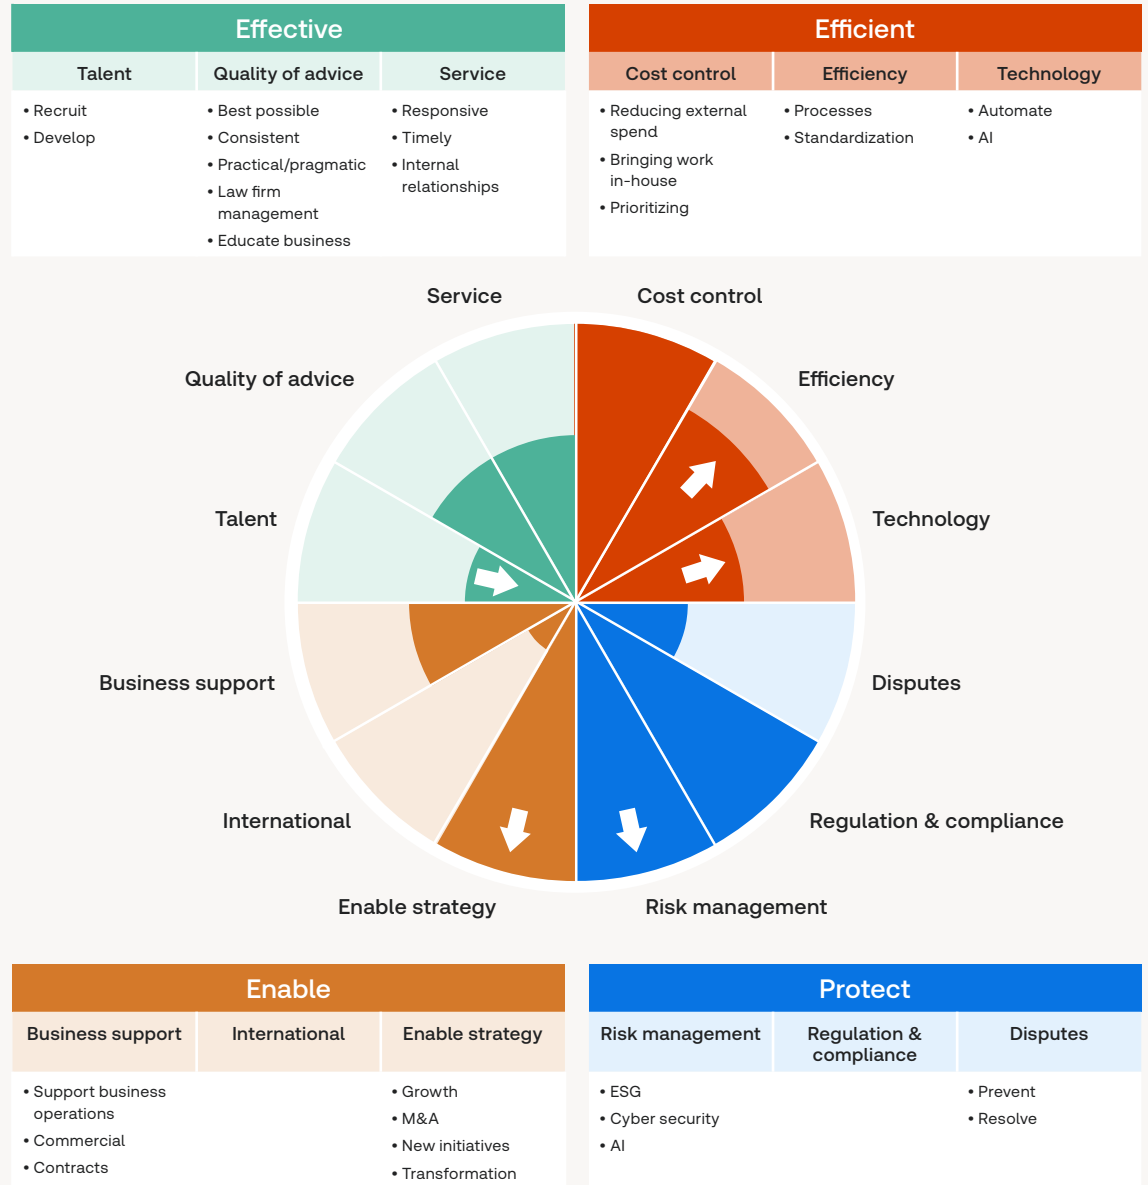 Effective
Talent
Quality of advice
Service
• Recruit
• Develop
• Best possible
• Consistent
• Practical/pragmatic
• Law firm
management
• Educate business
• Responsive
• Timely
• Internal
relationships
Efficient
Cost control
Efficiency
Technology
• Reducing external
spend
• Bringing work
in-house
• Prioritizing
• Processes
• Standardization
• Automate
• AI
Service
Cost control
Quality of advice
Efficiency
Talent
Technology
Business support
Disputes
International
Regulation & compliance
Enable strategy
Risk management
Enable
Business support
International
Enable strategy
• Support business
operations
• Commercial
• Contracts
• Growth
• M&A
• New initiatives
• Transformation
Protect
Risk management
Regulation &
compliance
Disputes
• ESG
• Cyber security
• AI
• Prevent
• Resolve